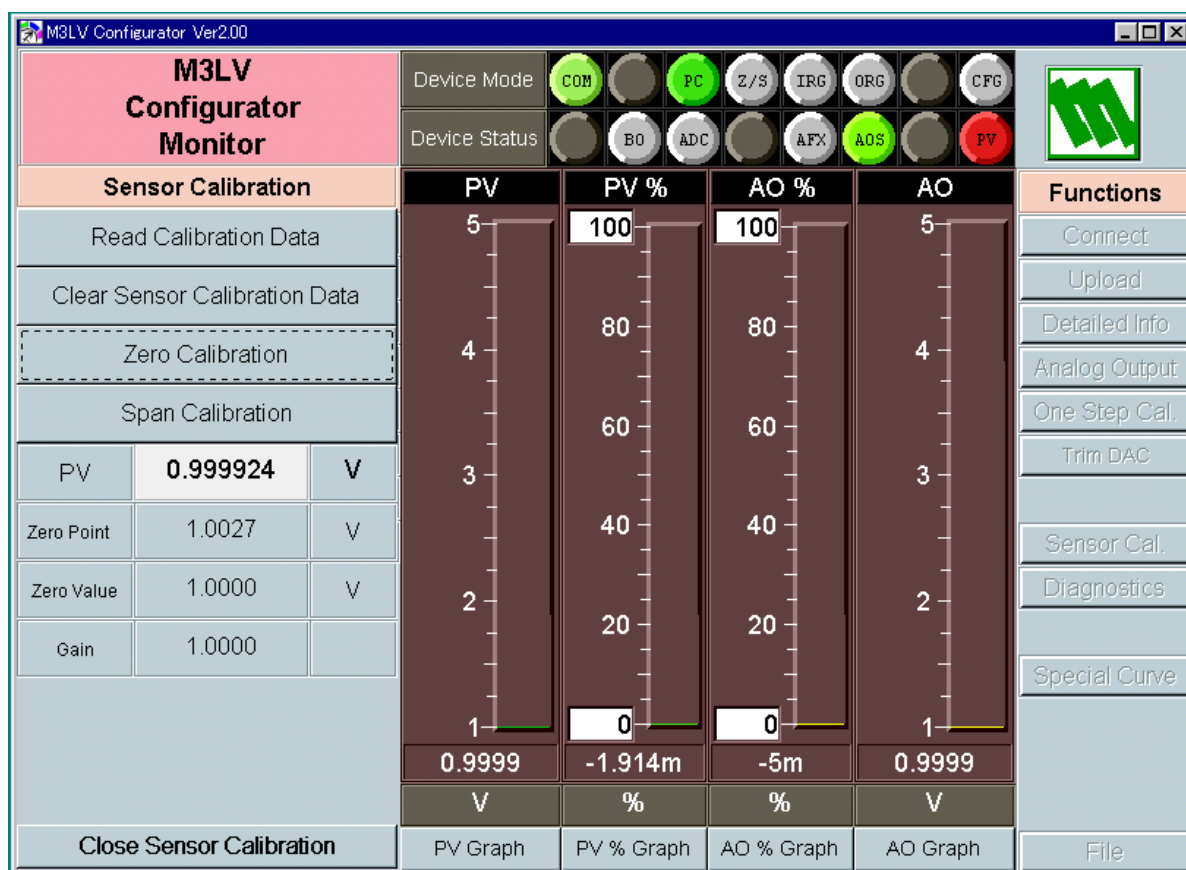 M3LV Configurator Ver2.00
M3LV
Configurator
Monitor
Device Mode COM PC Z/S IRG ORG CFG
Device Status BO ADC AFX AOS PV
Sensor Calibration
Read Calibration Data
Clear Sensor Calibration Data
Zero Calibration
Span Calibration
PV 0.999924 V
Zero Point 1.0027 V
Zero Value 1.0000 V
Gain 1.0000
Close Sensor Calibration
PV PV % AO % AO
5 100 100 5
80 80
4 4
60 60
3 3
40 40
2 2
20 20
1 0 0 1
0.9999 -1.914m -5m 0.9999
V % % V
PV Graph PV % Graph AO % Graph AO Graph
Functions
Connect
Upload
Detailed Info
Analog Output
One Step Cal.
Trim DAC
Sensor Cal.
Diagnostics
Special Curve
File